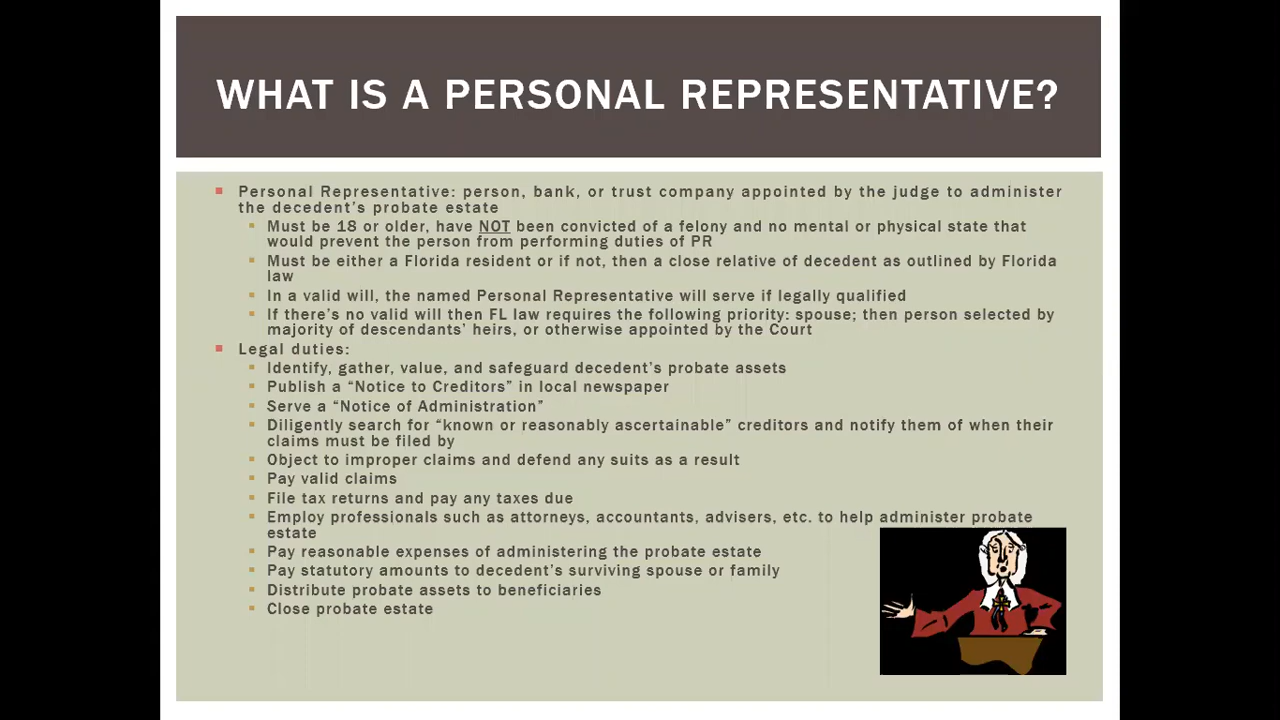 WHAT IS A PERSONAL REPRESENTATIVE?
Personal Representative: person, bank, or trust company appointed by the judge to administer
the decedent's probate estate
Must be 18 or older, have NOT been convicted of a felony and no mental or physical state that
would prevent the person from performing duties of PR
Must be either a Florida resident or if not, then a close relative of decedent as outlined by Florida
law
In a valid will, the named Personal Representative will serve if legally qualified
If there's no valid will then FL law requires the following priority: spouse; then person selected by
majority of descendants' heirs, or otherwise appointed by the Court
Legal duties:
Identify, gather, value, and safeguard decedent's probate assets
Publish a “Notice to Creditors” in local newspaper
Serve a “Notice of Administration”
Diligently search for “known or reasonably ascertainable” creditors and notify them of when their
claims must be filed by
Object to improper claims and defend any suits as a result
Pay valid claims
File tax returns and pay any taxes due
Employ professionals such as attorneys, accountants, advisers, etc. to help administer probate
estate
Pay reasonable expenses of administering the probate estate
Pay statutory amounts to decedent's surviving spouse or family
Distribute probate assets to beneficiaries
Close probate estate